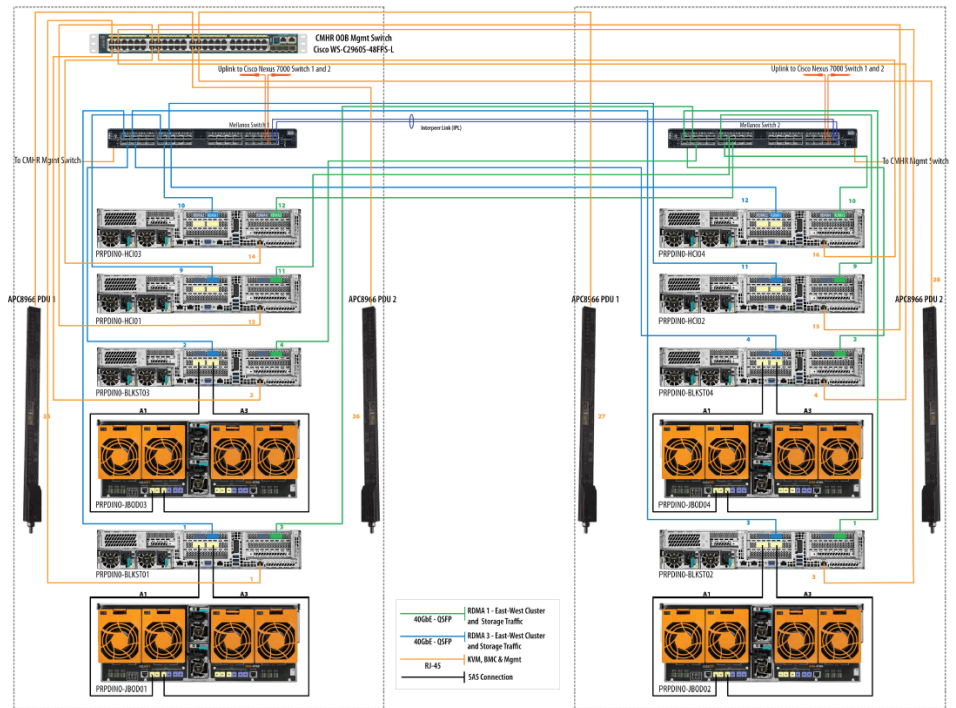 CMHR OOB Mgmt Switch
Cisco WS-C2960S-48FPS-L
Uplink to Cisco Nexus 7000 Switch 1 and 2
Uplink to Cisco Nexus 7000 Switch 1 and 2
Mellanox Switch 1
Interpeer Link (IPL)
Mellanox Switch 2
To CMHR Mgmt Switch
To CMHR Mgmt Switch
10
12
12
10
PRPDIN0-HCI03
14
PRPDIN0-HCI04
16
9
11
11
9
28
APC8966 PDU 1
APC8966 PDU 2
APC8966 PDU 1
APC8966 PDU 2
PRPDIN0-HCI01
13
PRPDIN0-HCI02
15
2
4
4
2
PRPDIN0-BLKST03
2
PRPDIN0-BLKST04
4
A1
A3
A1
A3
25
26
27
PRPDIN0-JBOD03
PRPDIN0-JBOD04
1
3
3
1
PRPDIN0-BLKST01
1
PRPDIN0-BLKST02
3
A1
A3
A1
A3
40GbE - QSFP
RDMA 1 - East-West Cluster
and Storage Traffic
40GbE - QSFP
RDMA 3 - East-West Cluster
and Storage Traffic
RJ-45
KVM, BMC & Mgmt
SAS Connection
PRPDIN0-JBOD01
PRPDIN0-JBOD02